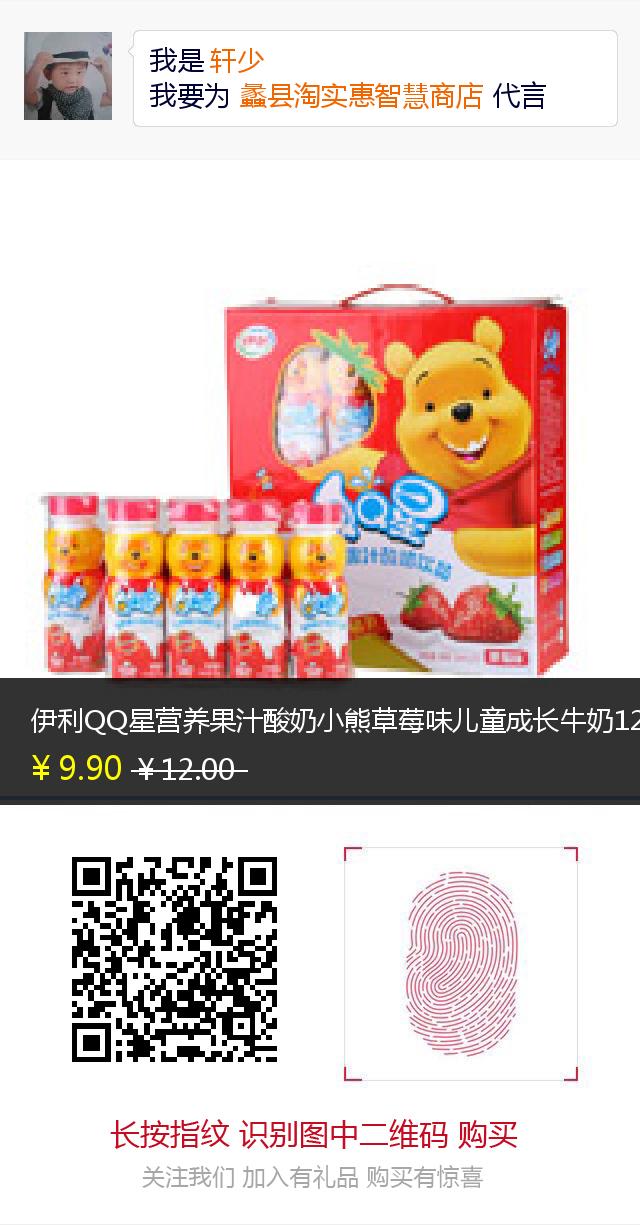 我是 轩少
我要为 蠡县淘实惠智慧商店 代言
QQ星
伊利QQ星营养果汁酸奶小熊草莓味儿童成长牛奶12
¥ 9.90 ¥ 12.00
长按指纹 识别图中二维码 购买
关注我们 加入有礼品 购买有惊喜